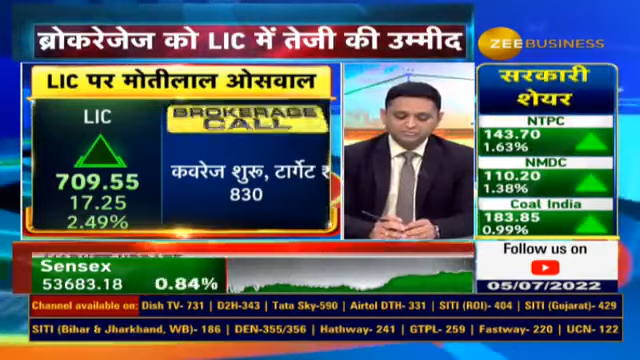 ब्रोकरेजेज को LIC में तेजी की उम्मीद
ZEE BUSINESS
LIC पर मोतीलाल ओसवाल
LIC
709.55
17.25
2.49%
BROKERAGE
CALL
कवरेज शुरू, टार्गेट
830
सरकारी
शेयर
NTPC
143.70
1.63%
NMDC
110.20
1.38%
Coal India
183.85
0.99%
Sensex
53683.18 0.84%
Follow us on
05/07/2022
Channel available on: Dish TV- 731 | D2H-343 | Tata Sky-590 | Airtel DTH- 331 | SITI (ROI)- 404 | SITI (Gujarat)- 429
SITI (Bihar & Jharkhand, WB)- 186 | DEN-355/356 | Hathway- 241 | GTPL- 259 | Fastway- 220 | UCN- 122